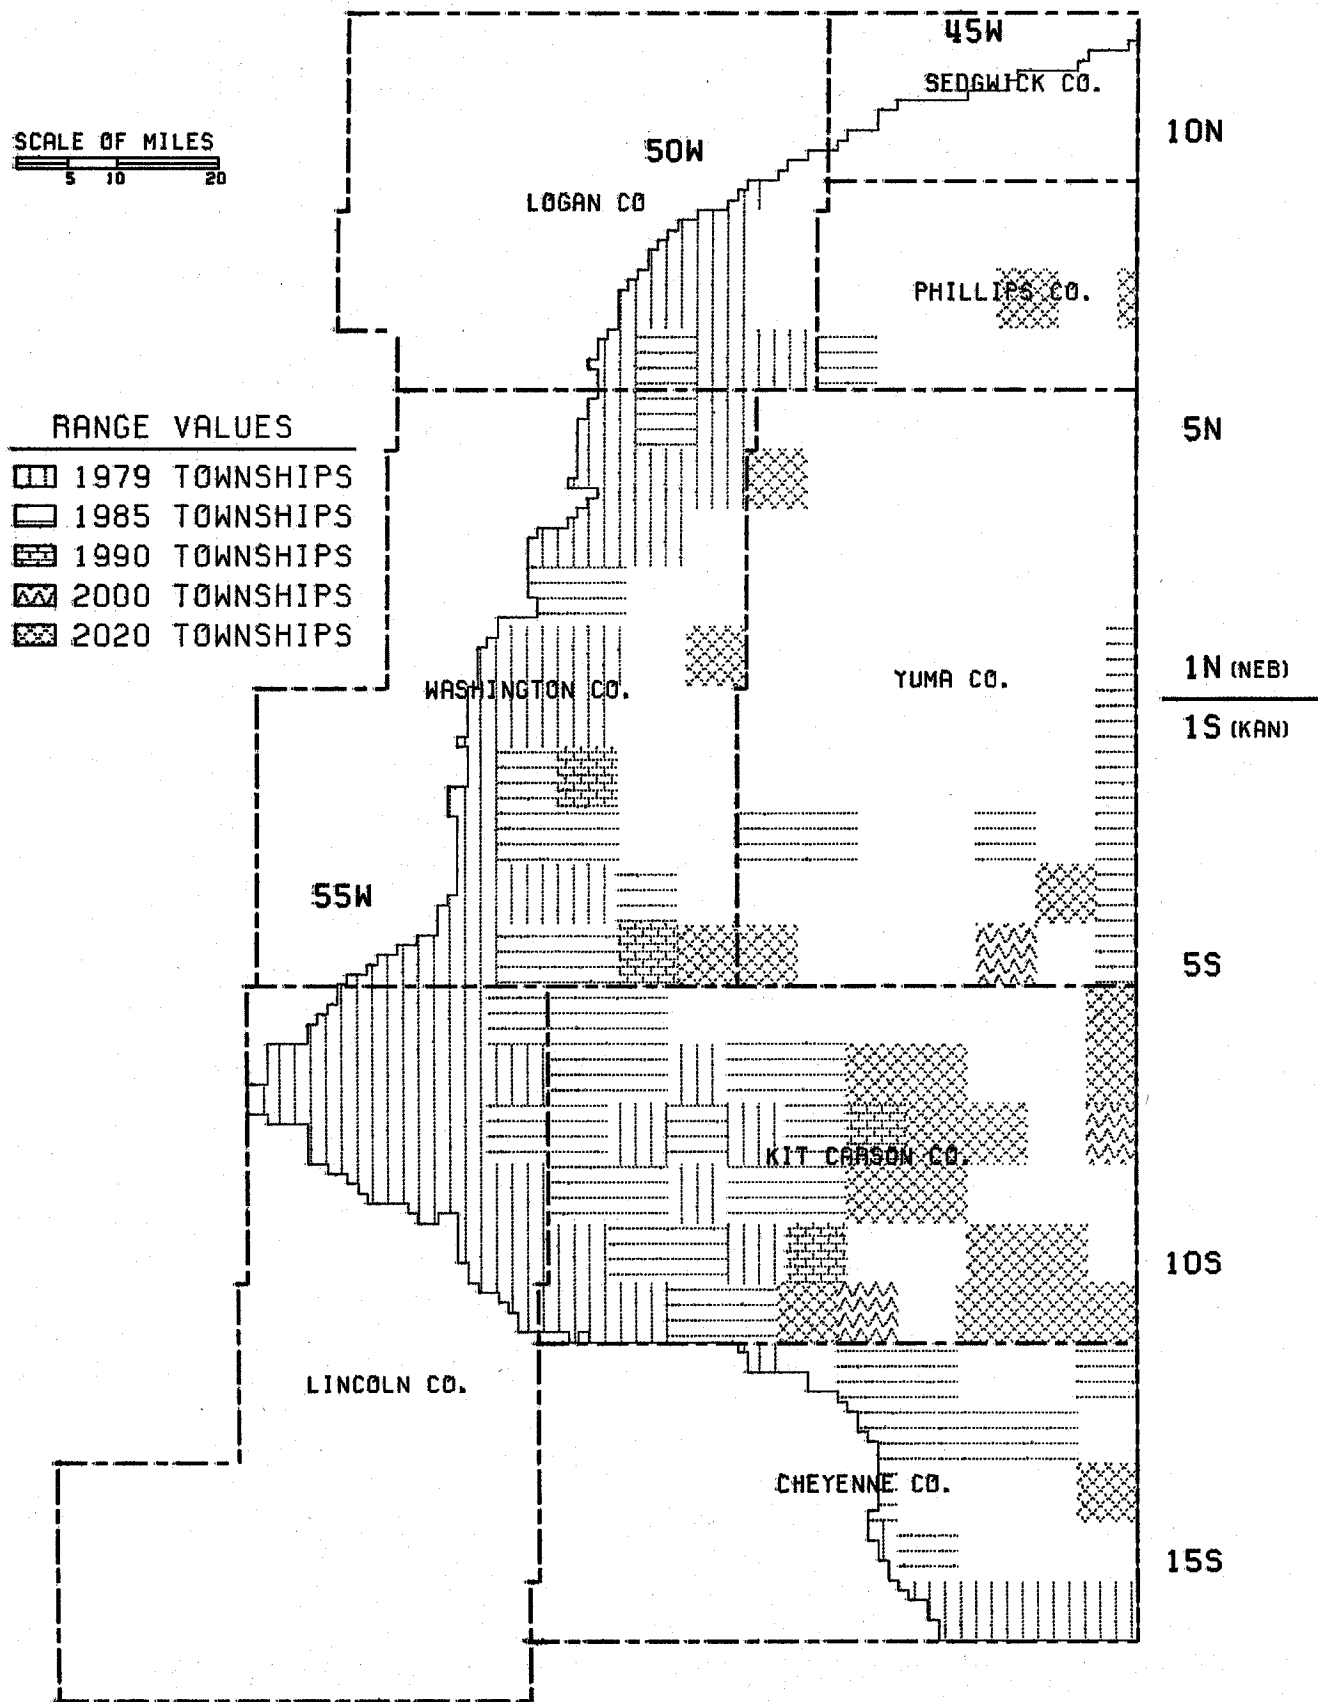 45W
SEDGWICK CO.
SCALE OF MILES
5 10 20
50W
10N
LOGAN CO
PHILLIPS CO.
RANGE VALUES
1979 TOWNSHIPS
1985 TOWNSHIPS
1990 TOWNSHIPS
2000 TOWNSHIPS
2020 TOWNSHIPS
5N
WASHINGTON CO.
YUMA CO.
1N (NEB)
1S (KAN)
55W
5S
KIT CARSON CO.
10S
LINCOLN CO.
CHEYENNE CO.
15S